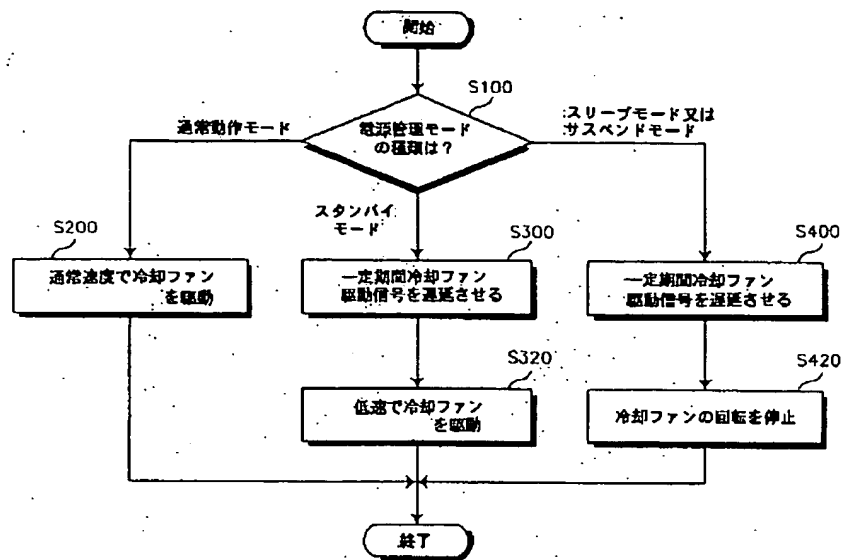 開始
S100
電源管理モード
の種類は？
通常動作モード
スリープモード又は
サスペンドモード
スタンバイ
モード
S200
通常速度で冷却ファン
を駆動
S300
一定期間冷却ファン
駆動信号を遅延させる
S400
一定期間冷却ファン
駆動信号を遅延させる
S320
低速で冷却ファン
を駆動
S420
冷却ファンの回転を停止
終了